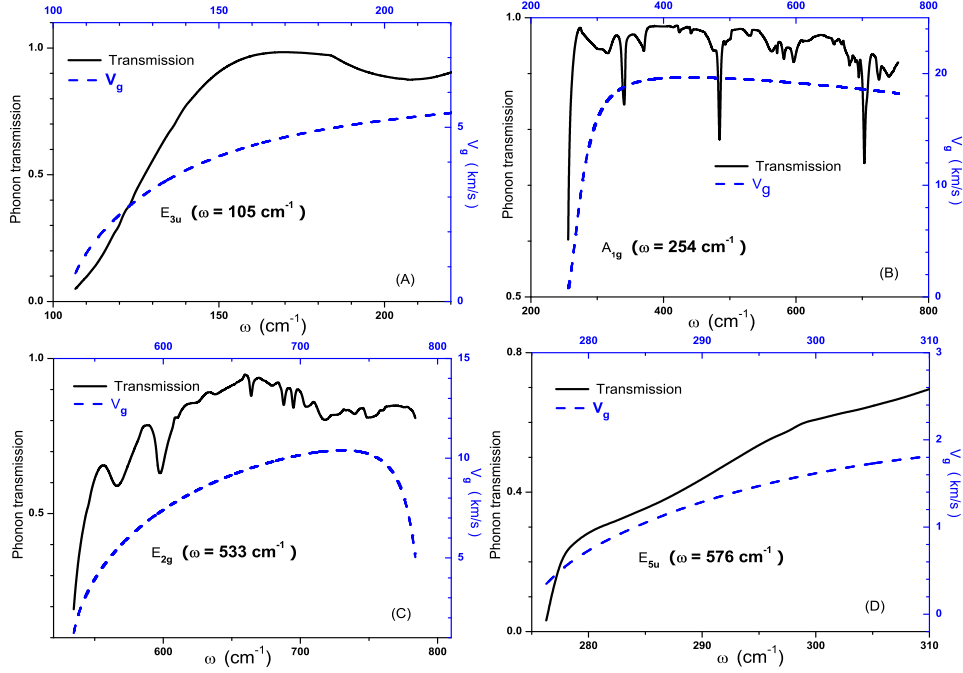 100 150 200
1.0
0.5
0.0
Phonon transmission
Transmission
Vg
E3u (ω = 105 cm-1 )
(A)
5
0
Vg ( km/s)
100 150 200
ω (cm-1)
200 400 600 800
1.0
0.5
Phonon transmission
Transmission
Vg
A1g (ω = 254 cm-1 )
(B)
20
10
0
Vg ( km/s)
200 400 600 800
ω (cm-1)
600 700 800
1.0
0.5
Phonon transmission
Transmission
Vg
E2g (ω = 533 cm-1 )
(C)
15
10
5
Vg ( km/s)
600 700 800
ω (cm-1)
280 290 300 310
0.8
0.4
0.0
Phonon transmission
Transmission
Vg
E5u (ω = 576 cm-1 )
(D)
3
2
1
0
Vg ( km/s)
280 290 300 310
ω (cm-1)